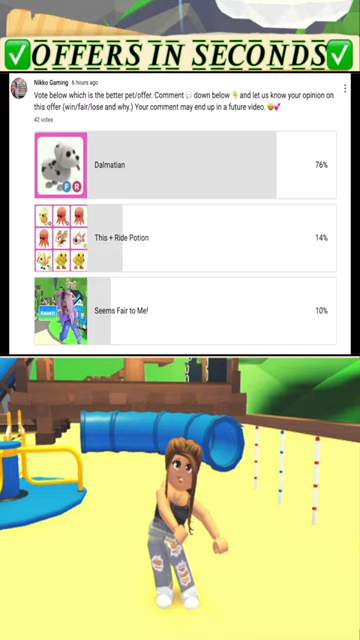 ✅OFFERS IN SECONDS✅
Nikko Gaming 6 hours ago
Vote below which is the better pet/offer. Comment💬 down below 👇 and let us know your opinion on
this offer (win/fair/lose and why.) Your comment may end up in a future video. 🤩💕
42 votes
Dalmatian 76%
F R
This + Ride Potion 14%
Seems Fair to Me! 10%